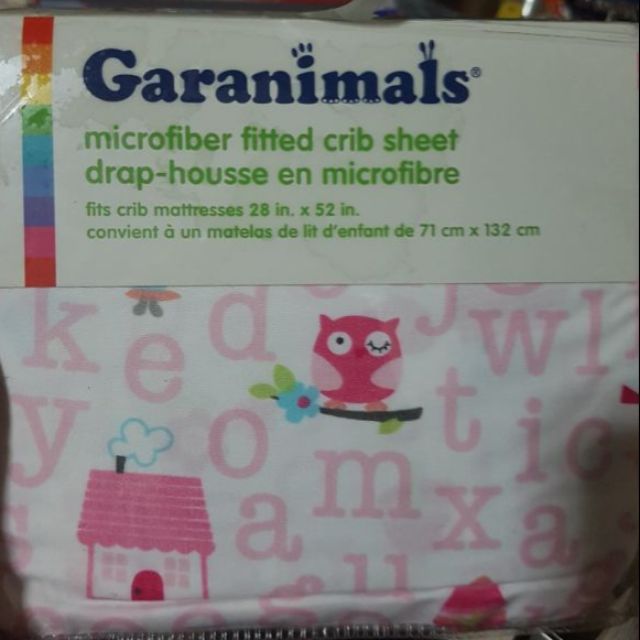 Garanimals®
microfiber fitted crib sheet
drap-housse en microfibre
fits crib mattresses 28 in. x 52 in.
convient à un matelas de lit d'enfant de 71 cm x 132 cm
k e d j w l
y o t i c
a m x a